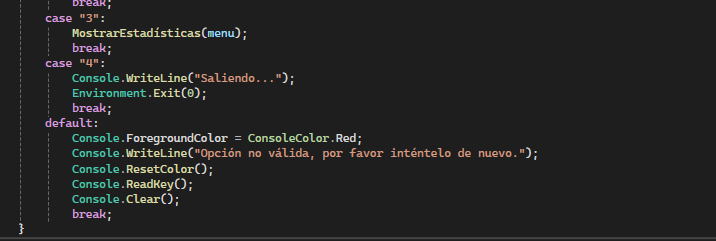 break;
case "3":
MostrarEstadísticas(menu);
break;
case "4":
Console.WriteLine("Saliendo...");
Environment.Exit(0);
break;
default:
Console.ForegroundColor = ConsoleColor.Red;
Console.WriteLine("Opción no válida, por favor inténtelo de nuevo.");
Console.ResetColor();
Console.ReadKey();
Console.Clear();
break;
}